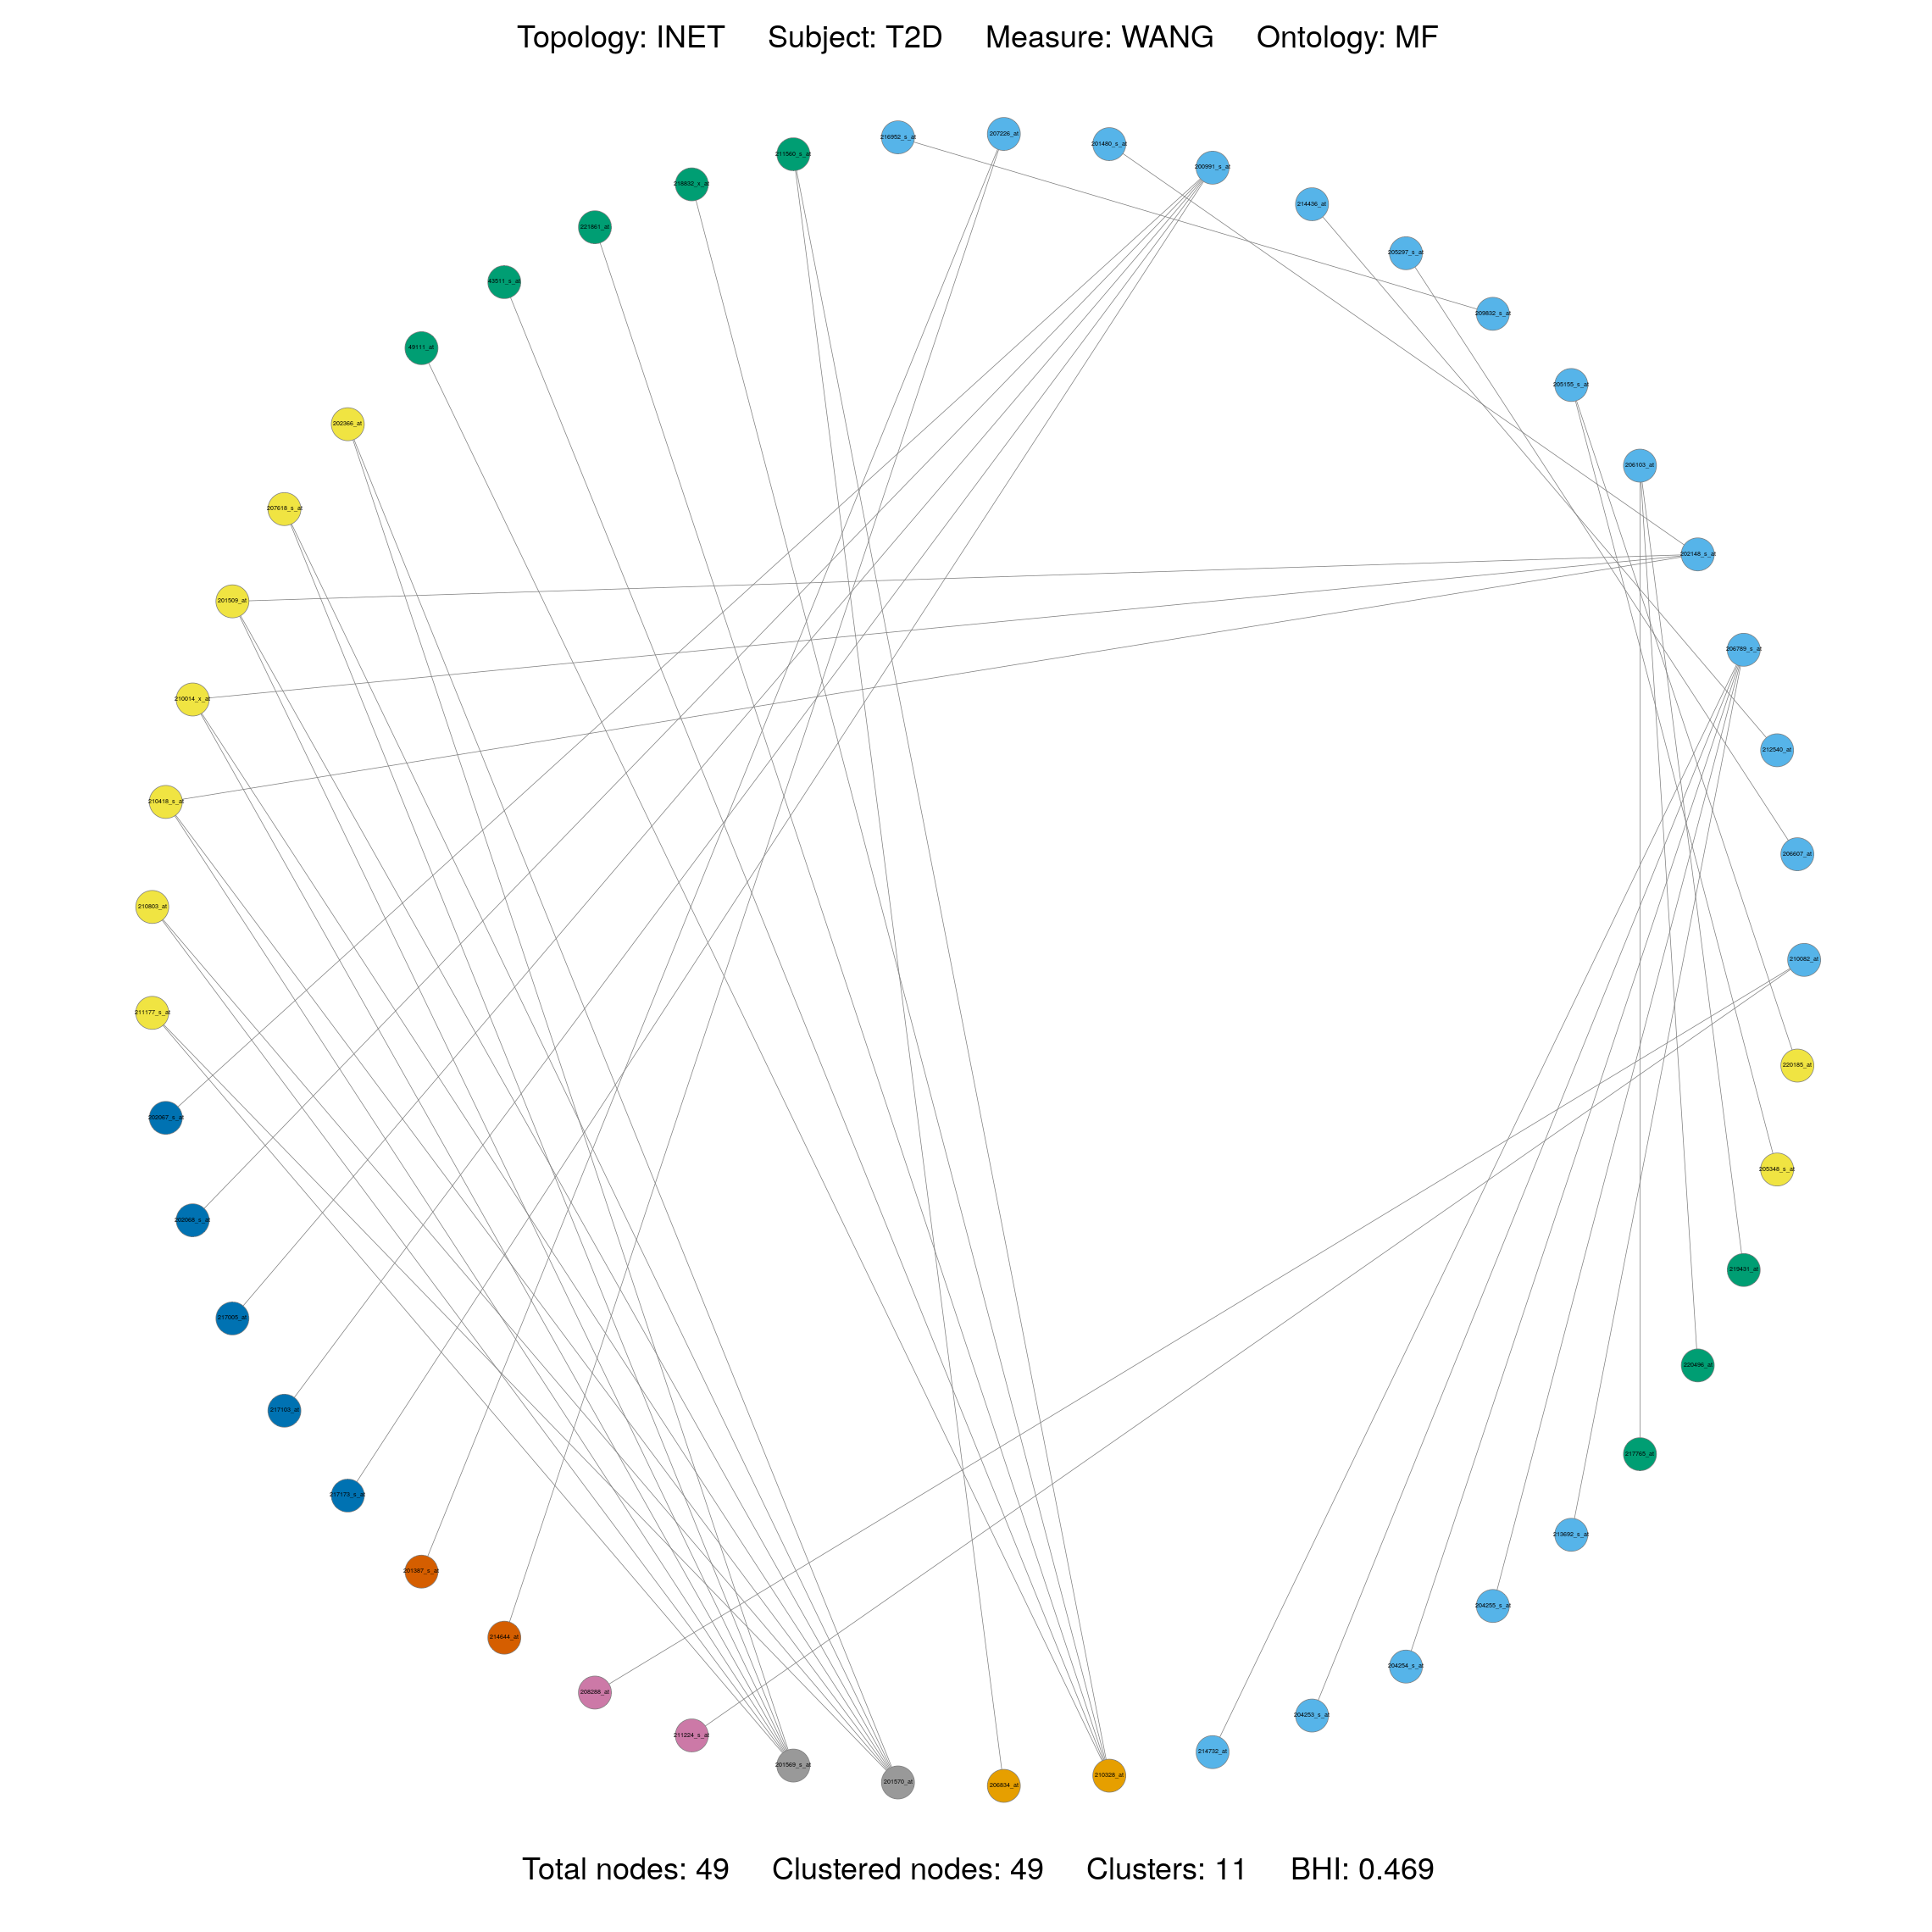 Topology: INET Subject: T2D Measure: WANG Ontology: MF
216952_s_at
207226_at
201480_s_at
200991_s_at
211560_s_at
218832_s_at
214436_at
221861_at
205297_s_at
43511_s_at
209832_s_at
49111_at
205155_s_at
202366_at
206103_at
207618_s_at
202148_s_at
201509_at
206789_s_at
210014_x_at
212540_at
210418_s_at
206607_at
210803_at
210082_at
211177_s_at
220185_at
202067_s_at
205348_s_at
202068_s_at
219431_at
217005_at
220496_at
217103_at
217765_at
217173_s_at
213692_s_at
201387_s_at
204255_s_at
214644_at
204254_s_at
208288_at
204253_s_at
211224_s_at
214732_at
201569_s_at
201570_at
206834_at
210328_at
Total nodes: 49 Clustered nodes: 49 Clusters: 11 BHI: 0.469